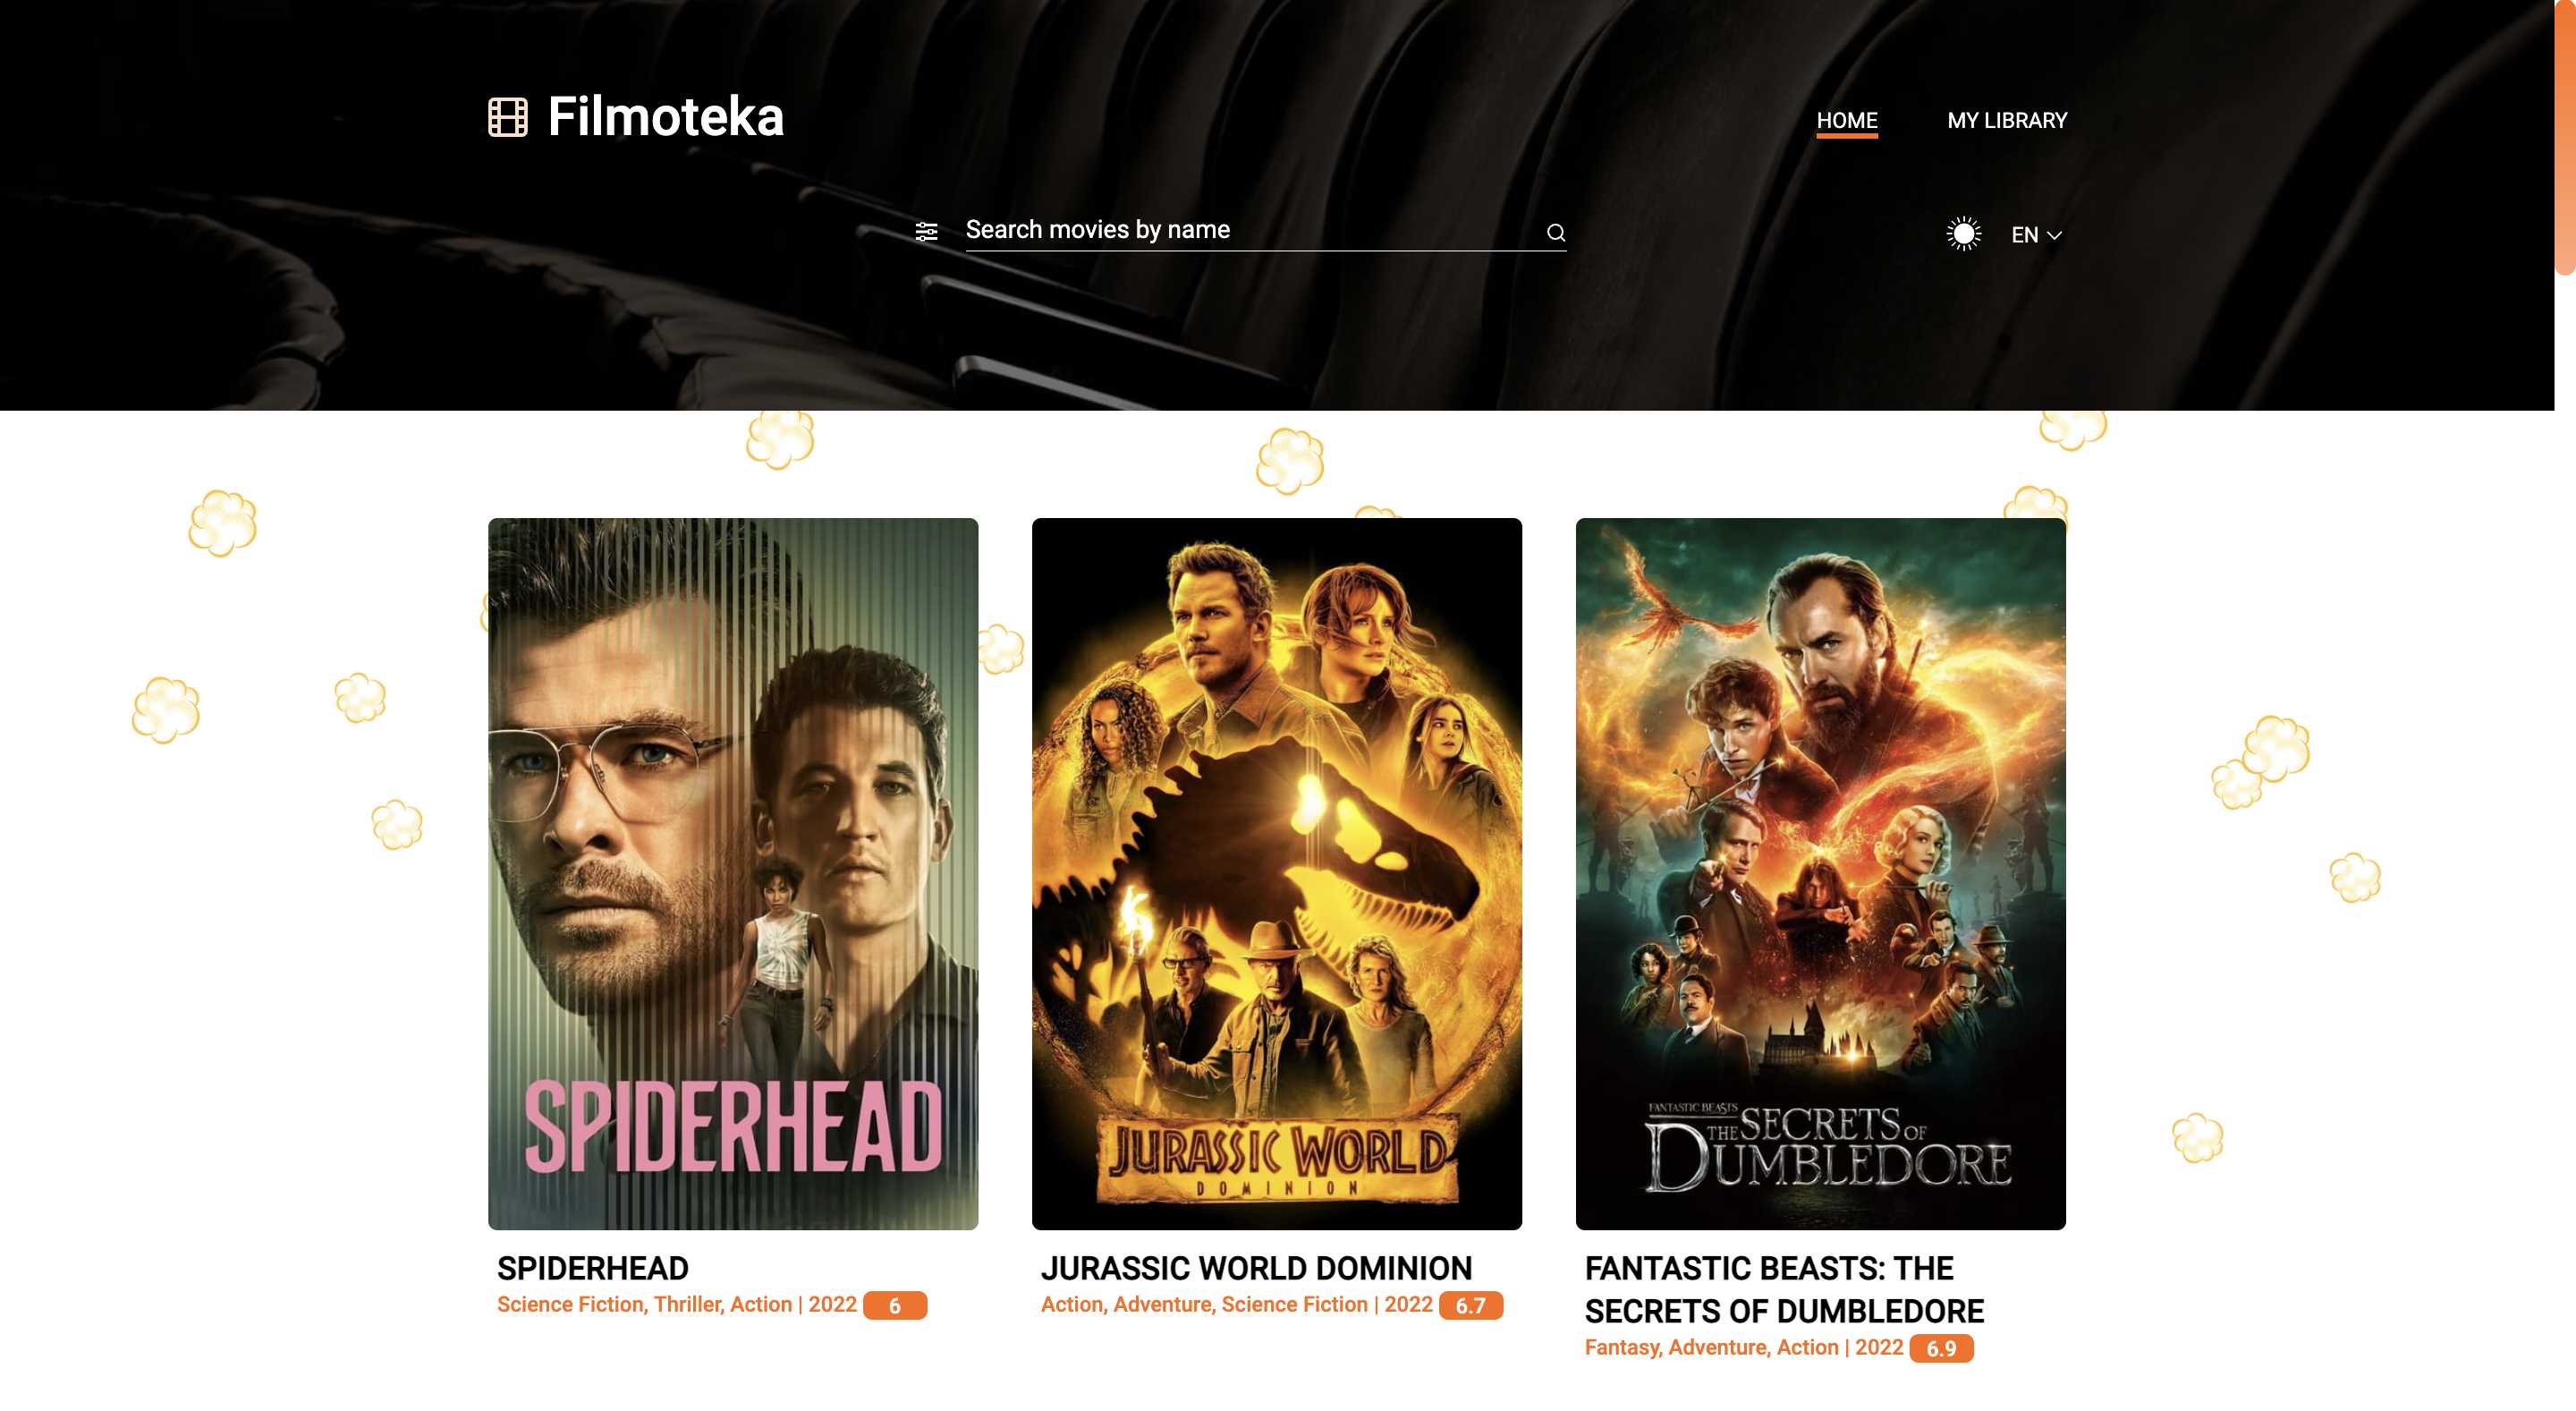 Filmoteka
HOME
MY LIBRARY
Search movies by name
EN
SPIDERHEAD
JURASSIC WORLD
DOMINION
FANTASTIC BEASTS
THE SECRETS OF
DUMBLEDORE
SPIDERHEAD
Science Fiction, Thriller, Action | 2022 6
JURASSIC WORLD DOMINION
Action, Adventure, Science Fiction | 2022 6.7
FANTASTIC BEASTS: THE
SECRETS OF DUMBLEDORE
Fantasy, Adventure, Action | 2022 6.9